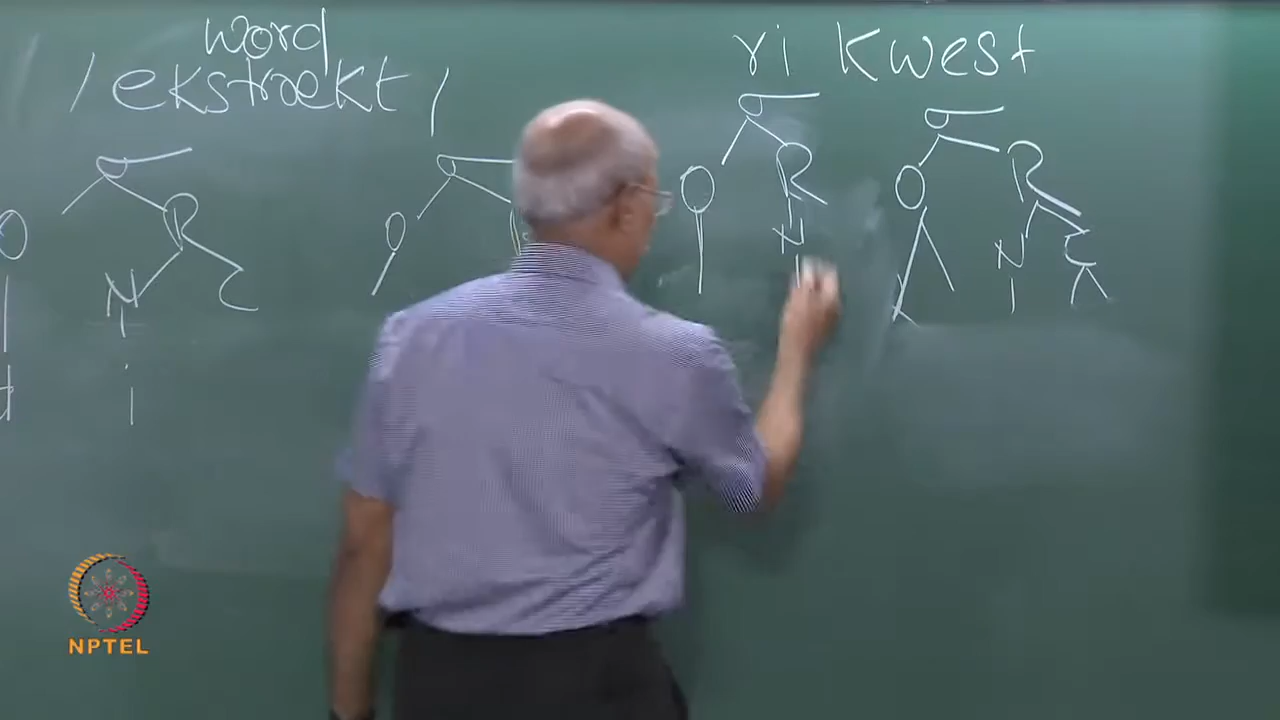 word
/ekstraekt/
ri kwest
σ σ σ σ
O R O O R O R
N C N N C
d i k
NPTEL